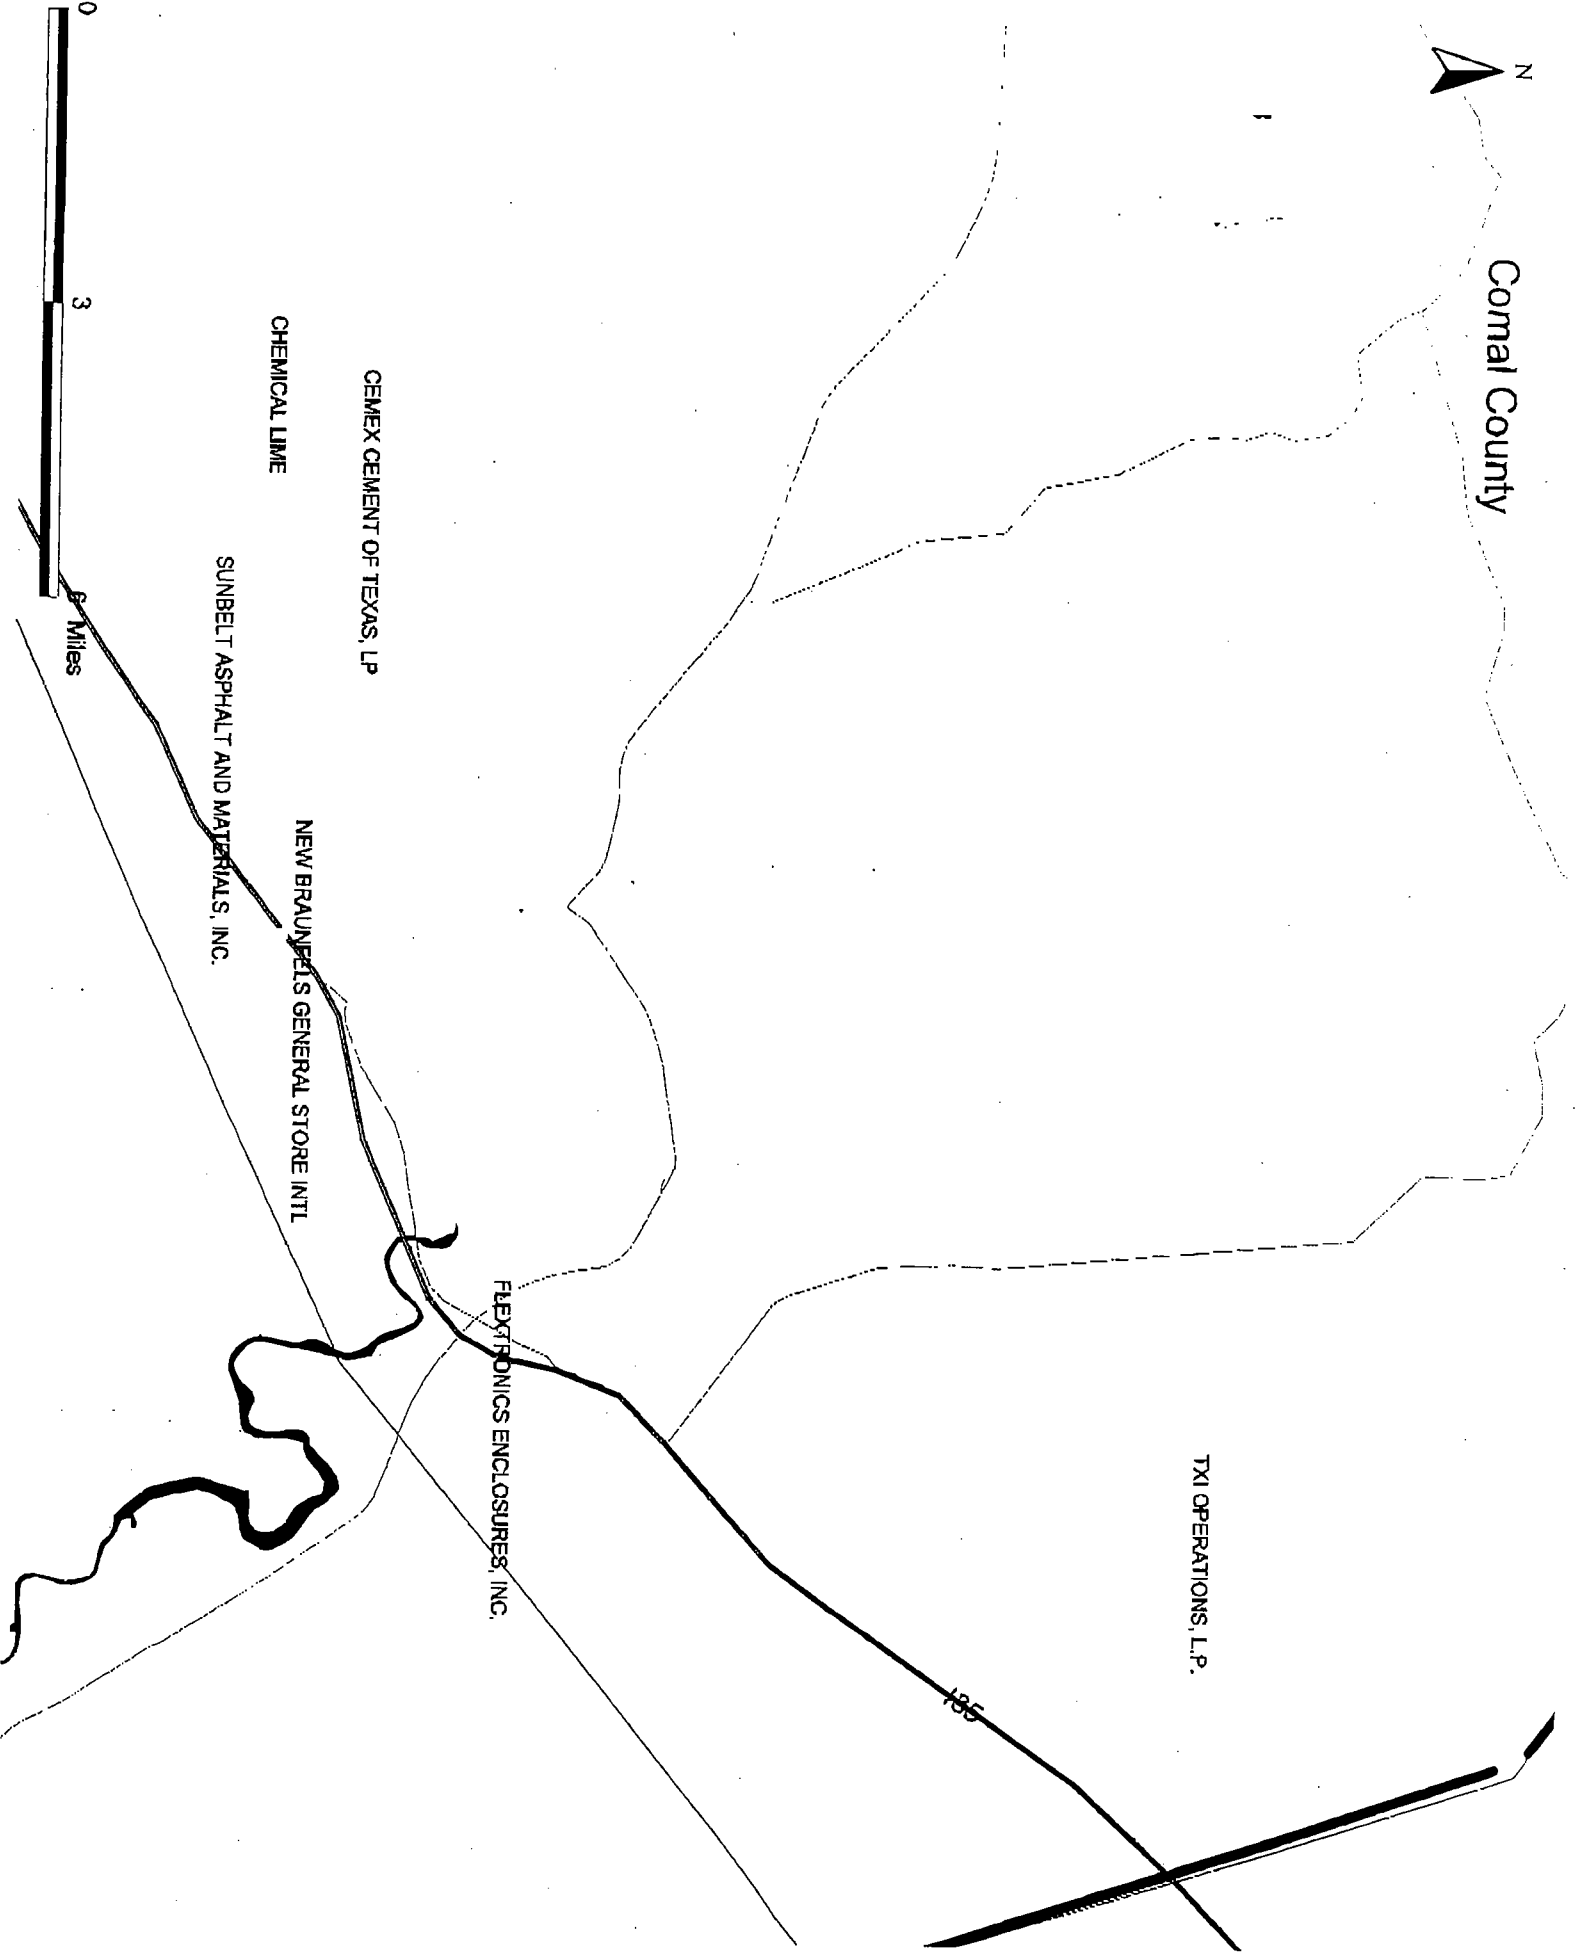 N
Comal County
TXI OPERATIONS, L.P.
I35
FLEXTRONICS ENCLOSURES, INC.
CEMEX CEMENT OF TEXAS, LP
NEW BRAUNFELS GENERAL STORE INTL
CHEMICAL LIME
SUNBELT ASPHALT AND MATERIALS, INC.
0 3 6 Miles